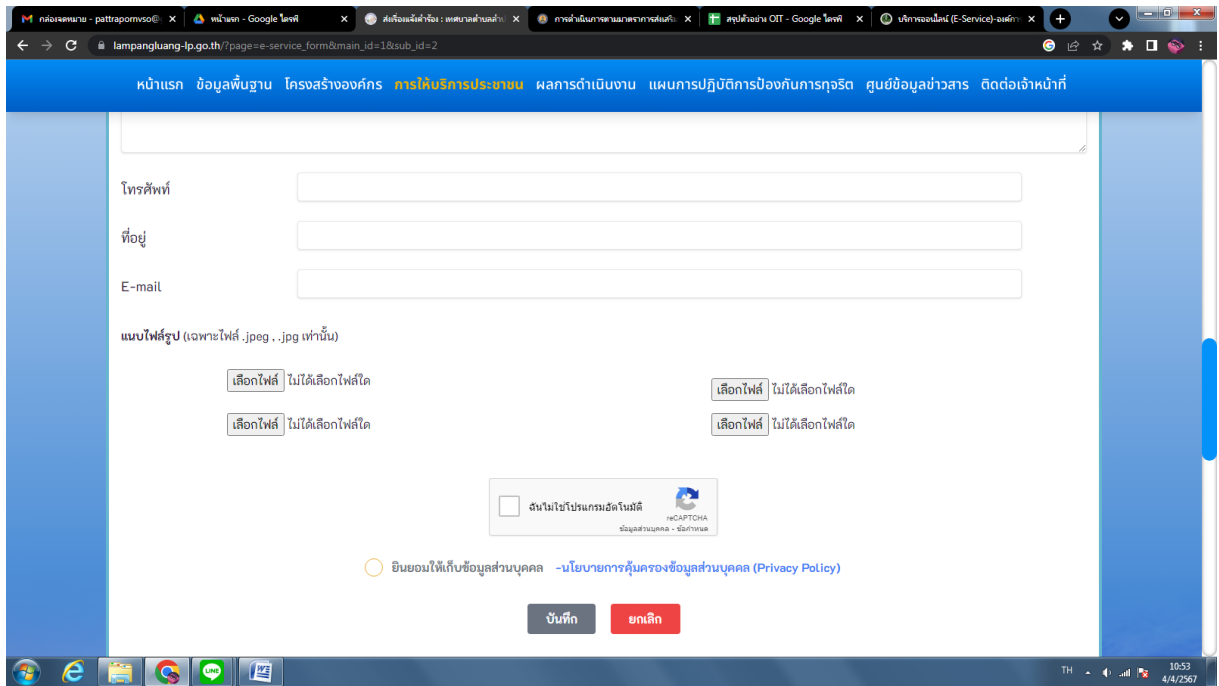 กล่องจดหมาย - pattrapornvso@
หน้าแรก - Google ไดรฟ์
ส่งเรื่องแจ้งคำร้อง : เทศบาลตำบลลำป
การดำเนินการตามมาตราการส่งเสริม
สรุปตัวอย่าง OIT - Google ไดรฟ์
บริการออนไลน์ (E-Service)-องค์การ
lampangluang-lp.go.th/?page=e-service_form&main_id=1&sub_id=2
หน้าแรก ข้อมูลพื้นฐาน โครงสร้างองค์กร การให้บริการประชาชน ผลการดำเนินงาน แผนการปฏิบัติการป้องกันการทุจริต ศูนย์ข้อมูลข่าวสาร ติดต่อเจ้าหน้าที่
โทรศัพท์
ที่อยู่
E-mail
แนบไฟล์รูป (เฉพาะไฟล์ .jpeg , .jpg เท่านั้น)
เลือกไฟล์ ไม่ได้เลือกไฟล์ใด
เลือกไฟล์ ไม่ได้เลือกไฟล์ใด
เลือกไฟล์ ไม่ได้เลือกไฟล์ใด
เลือกไฟล์ ไม่ได้เลือกไฟล์ใด
ฉันไม่ใช่โปรแกรมอัตโนมัติ
reCAPTCHA
ข้อมูลส่วนบุคคล - ข้อกำหนด
ยินยอมให้เก็บข้อมูลส่วนบุคคล -นโยบายการคุ้มครองข้อมูลส่วนบุคคล (Privacy Policy)
บันทึก ยกเลิก
LINE
TH
10:53
4/4/2567